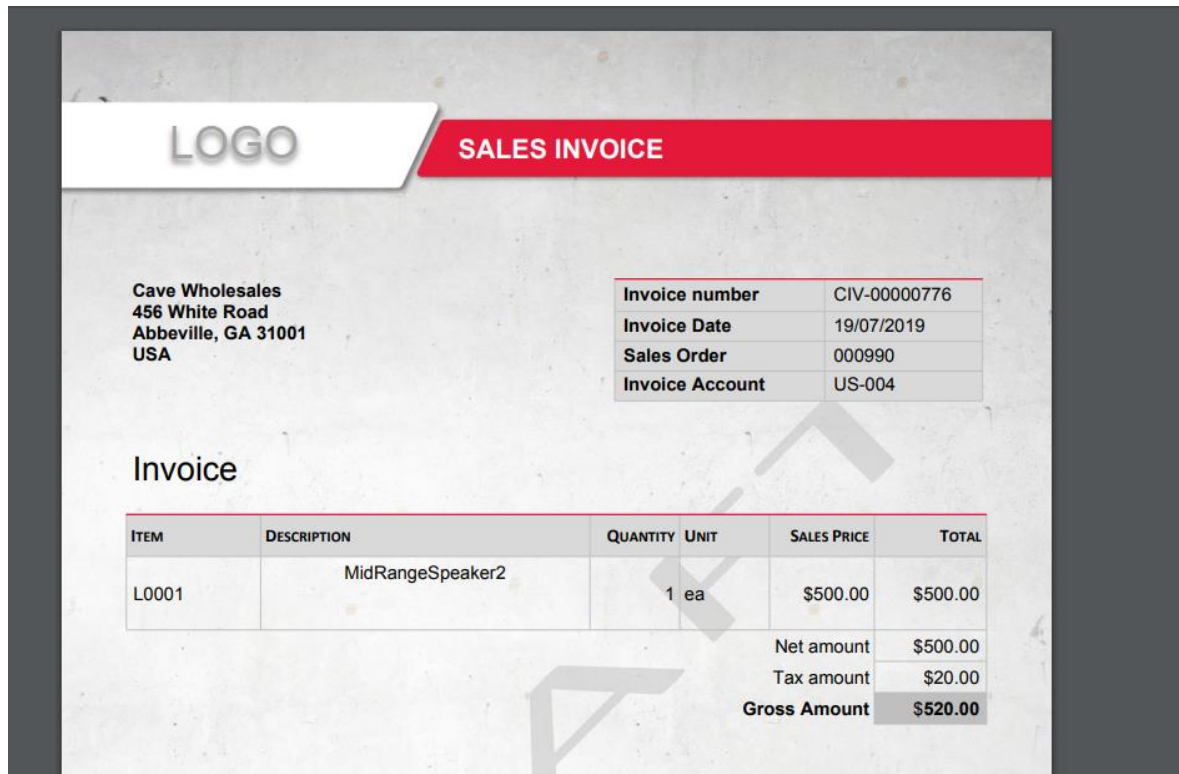 LOGO
SALES INVOICE
Cave Wholesales
456 White Road
Abbeville, GA 31001
USA
Invoice number CIV-00000776
Invoice Date 19/07/2019
Sales Order 000990
Invoice Account US-004
Invoice
ITEM DESCRIPTION QUANTITY UNIT SALES PRICE TOTAL
L0001 MidRangeSpeaker2 1 ea $500.00 $500.00
Net amount $500.00
Tax amount $20.00
Gross Amount $520.00